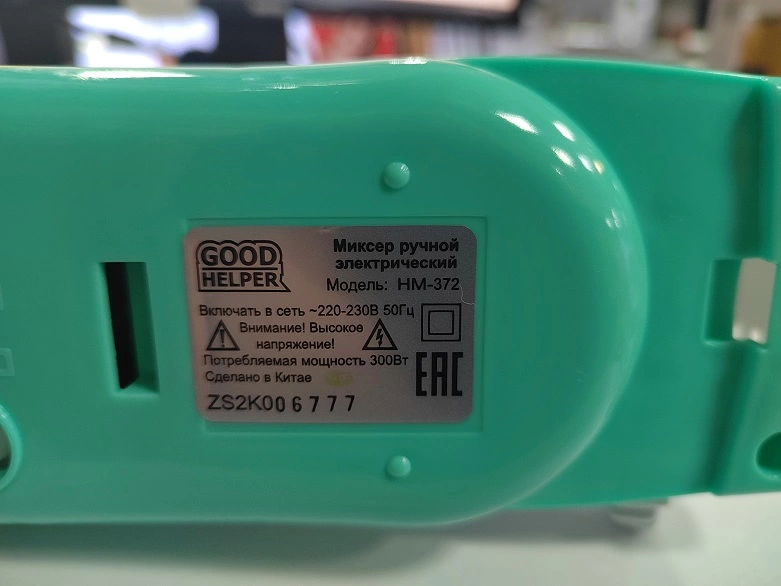 GOOD
HELPER
Миксер ручной
электрический
Модель: НМ-372
Включать в сеть ~220-230В 50Гц
Внимание! Высокое
напряжение!
Потребляемая мощность 300Вт
Сделано в Китае
EAC
ZS2K006777